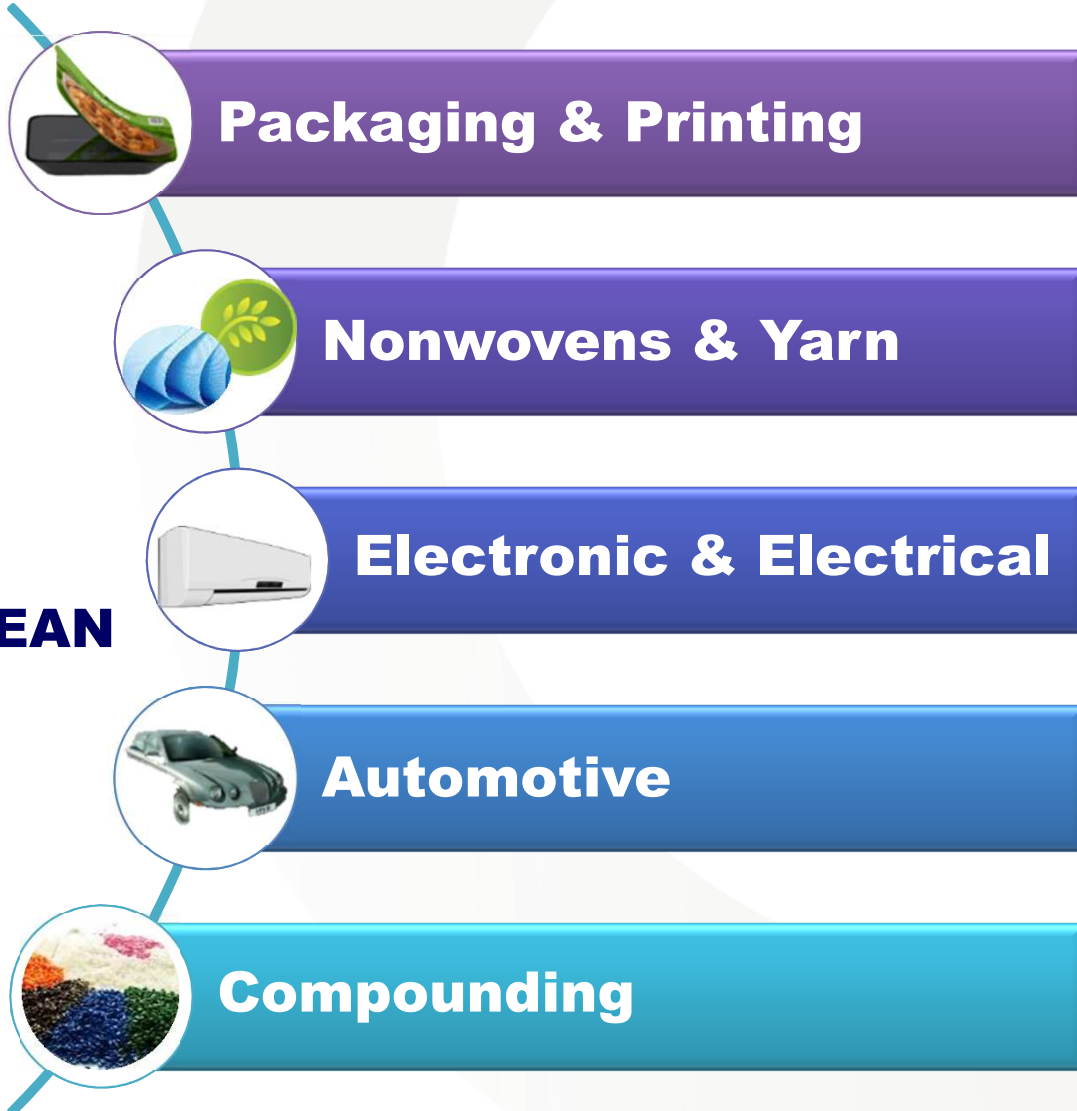 Packaging & Printing
Nonwovens & Yarn
Electronic & Electrical
EAN
Automotive
Compounding